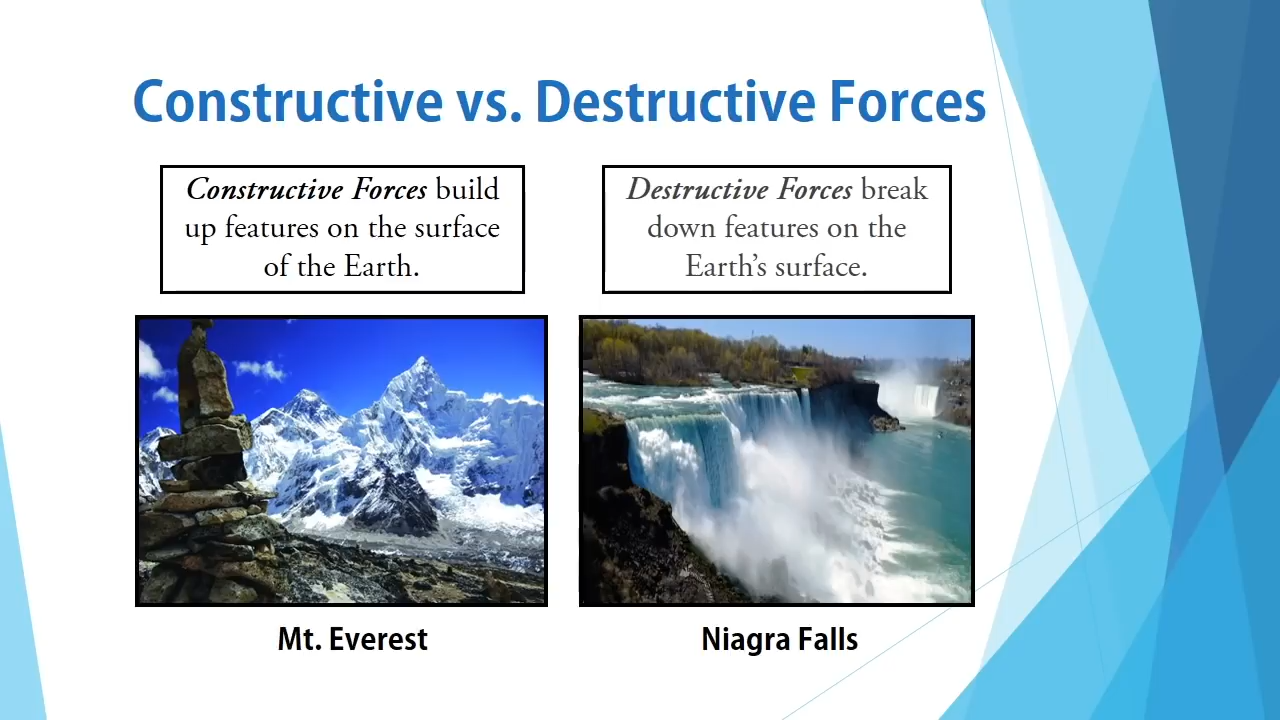 Constructive vs. Destructive Forces
Constructive Forces build
up features on the surface
of the Earth.
Destructive Forces break
down features on the
Earth's surface.
Mt. Everest
Niagra Falls